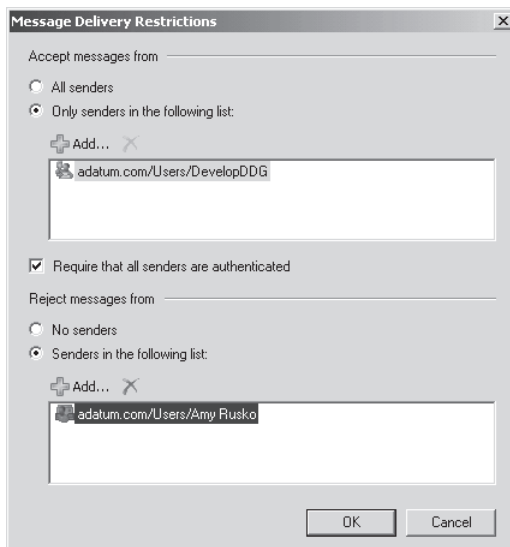 Message Delivery Restrictions
Accept messages from
All senders
Only senders in the following list:
Add...
adatum.com/Users/DevelopDDG
Require that all senders are authenticated
Reject messages from
No senders
Senders in the following list:
Add...
adatum.com/Users/Amy Rusko
OK Cancel